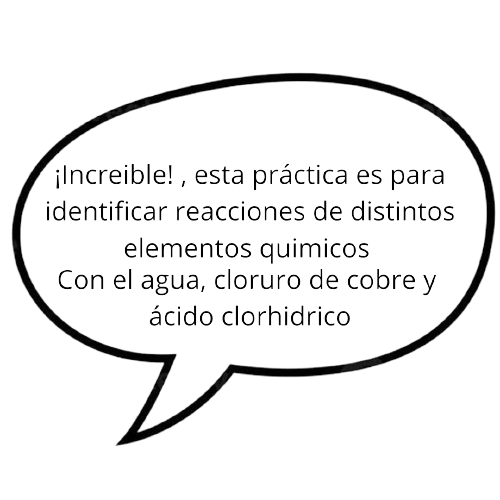 ¡Increible! , esta práctica es para
identificar reacciones de distintos
elementos quimicos
Con el agua, cloruro de cobre y
ácido clorhidrico